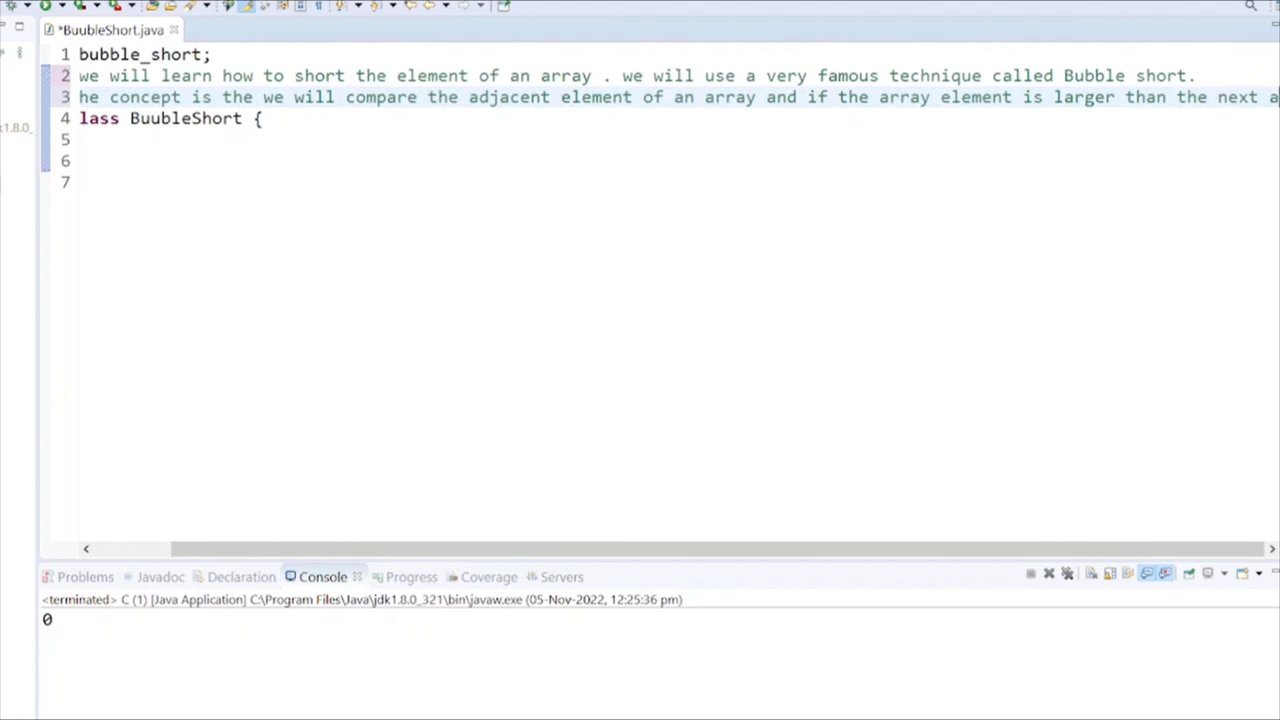 *BuubleShort.java
1 bubble_short;
2 we will learn how to short the element of an array . we will use a very famous technique called Bubble short.
3 he concept is the we will compare the adjacent element of an array and if the array element is larger than the next a
k1.8.0_
4 lass BuubleShort {
5
6
7
Problems Javadoc Declaration Console Progress Coverage Servers
<terminated> C (1) [Java Application] C:\Program Files\Java\jdk1.8.0_321\bin\javaw.exe (05-Nov-2022, 12:25:36 pm)
0